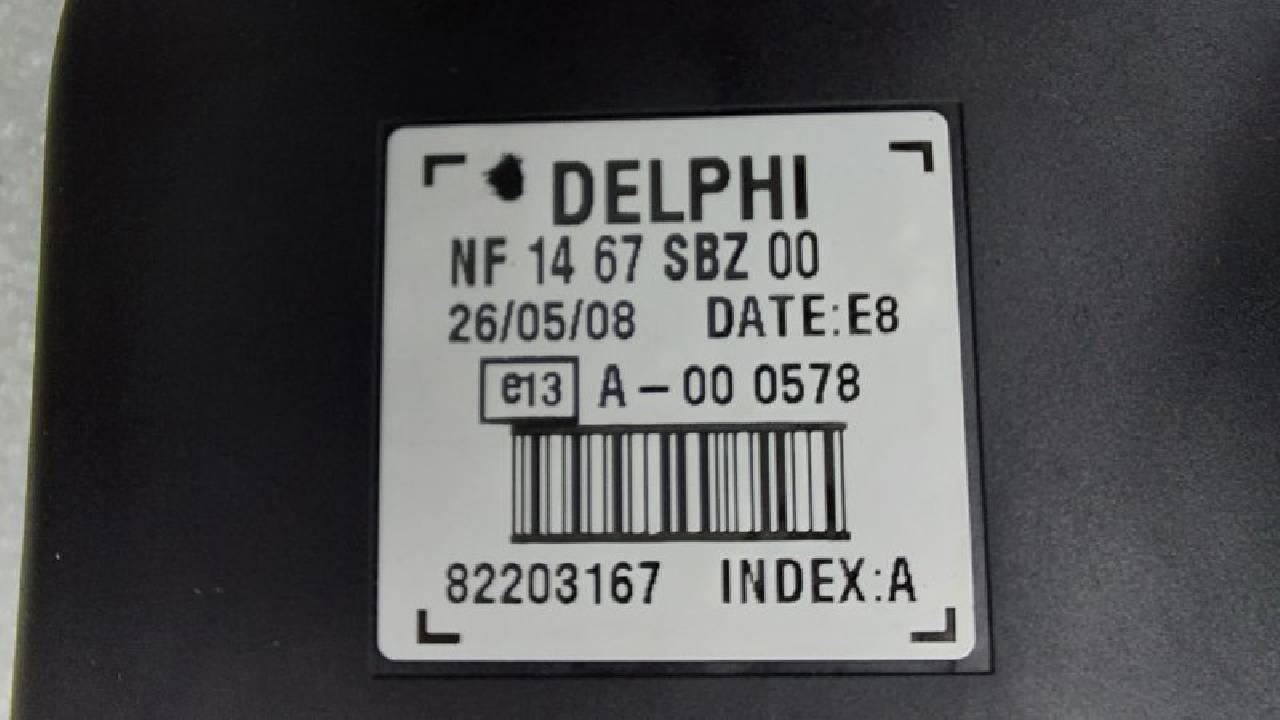 DELPHI
NF 14 67 SBZ 00
26/05/08 DATE:E8
e13 A-00 0578
82203167 INDEX:A